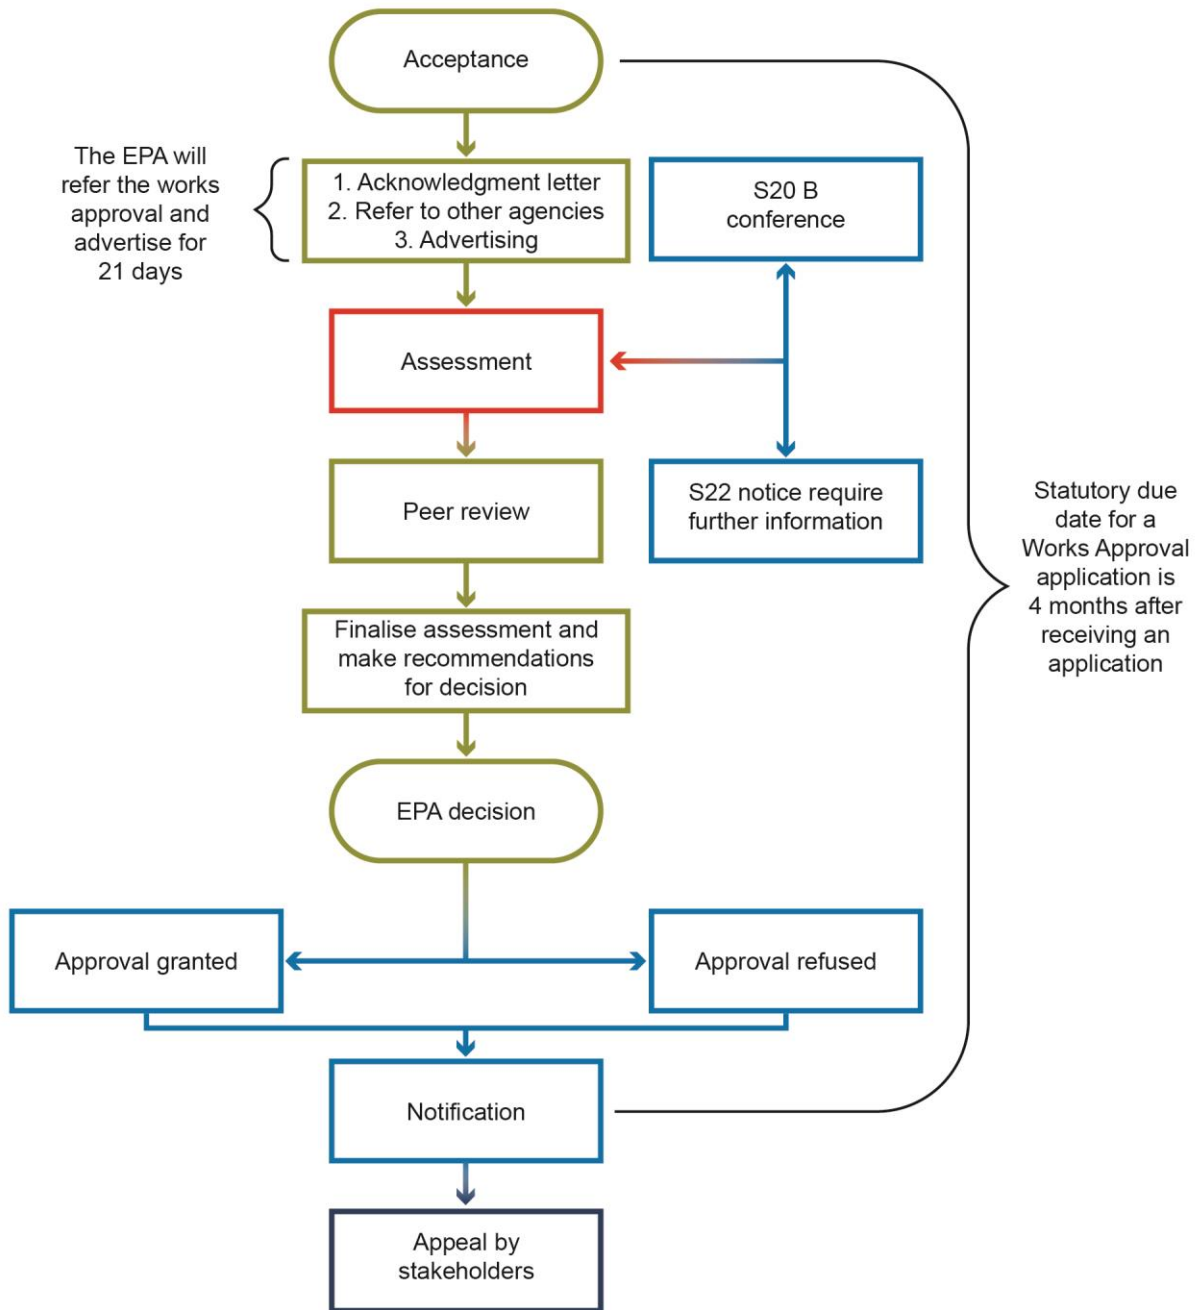 Acceptance
The EPA will
refer the works
approval and
advertise for
21 days
1. Acknowledgment letter
2. Refer to other agencies
3. Advertising
S20 B
conference
Assessment
Peer review
S22 notice require
further information
Statutory due
date for a
Works Approval
application is
4 months after
receiving an
application
Finalise assessment and
make recommendations
for decision
EPA decision
Approval granted
Approval refused
Notification
Appeal by
stakeholders